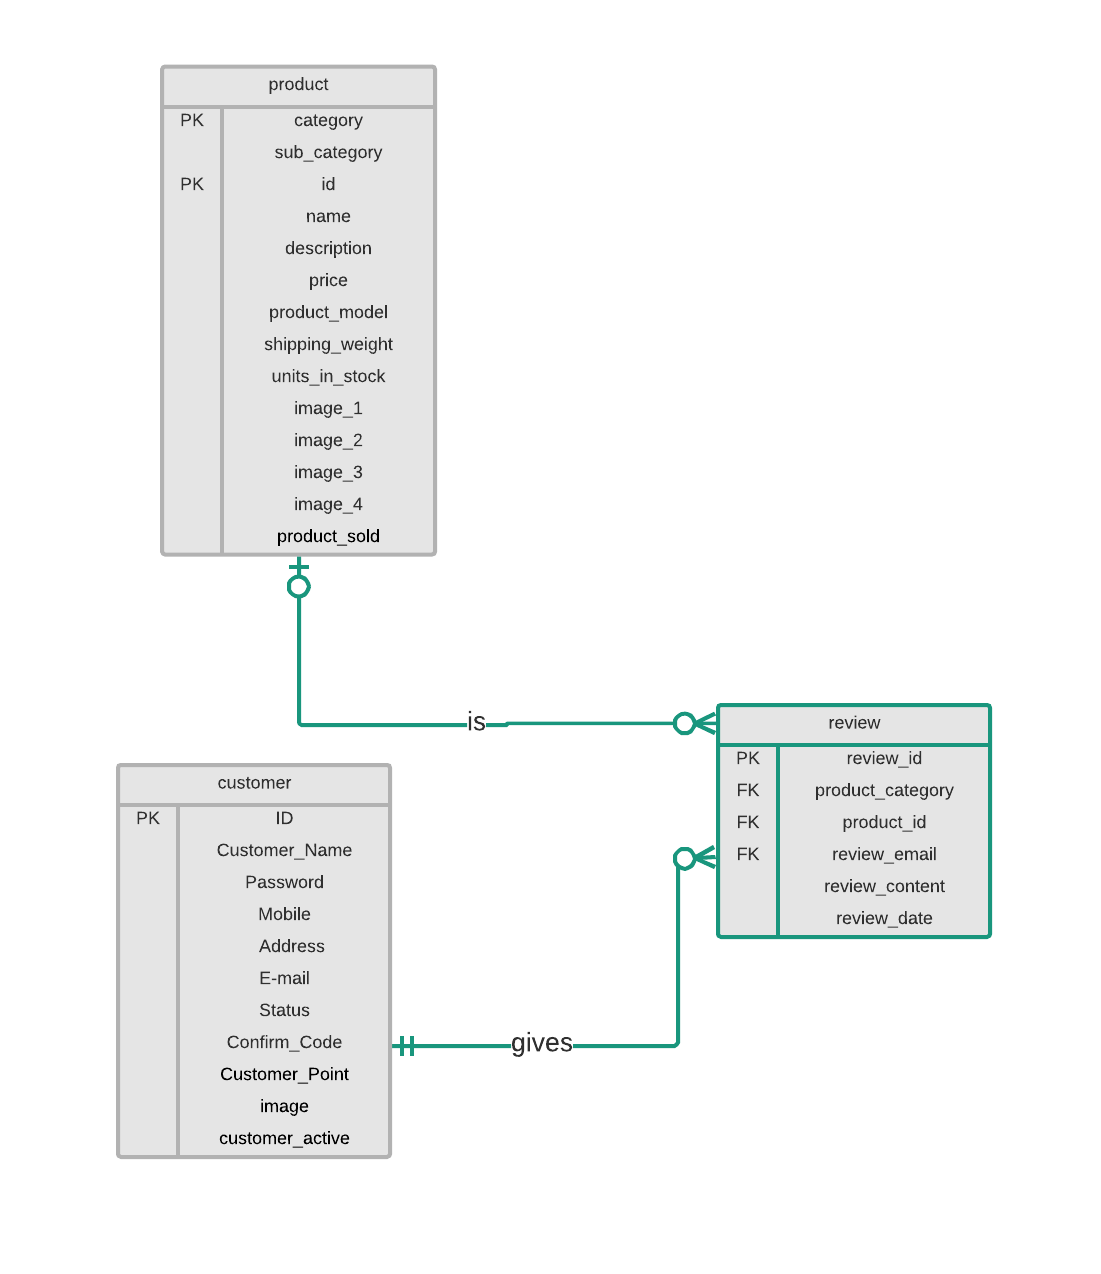 product
PK category
sub_category
PK id
name
description
price
product_model
shipping_weight
units_in_stock
image_1
image_2
image_3
image_4
product_sold
is
review
PK review_id
FK product_category
FK product_id
FK review_email
review_content
review_date
customer
PK ID
Customer_Name
Password
Mobile
Address
E-mail
Status
Confirm_Code
Customer_Point
image
customer_active
gives